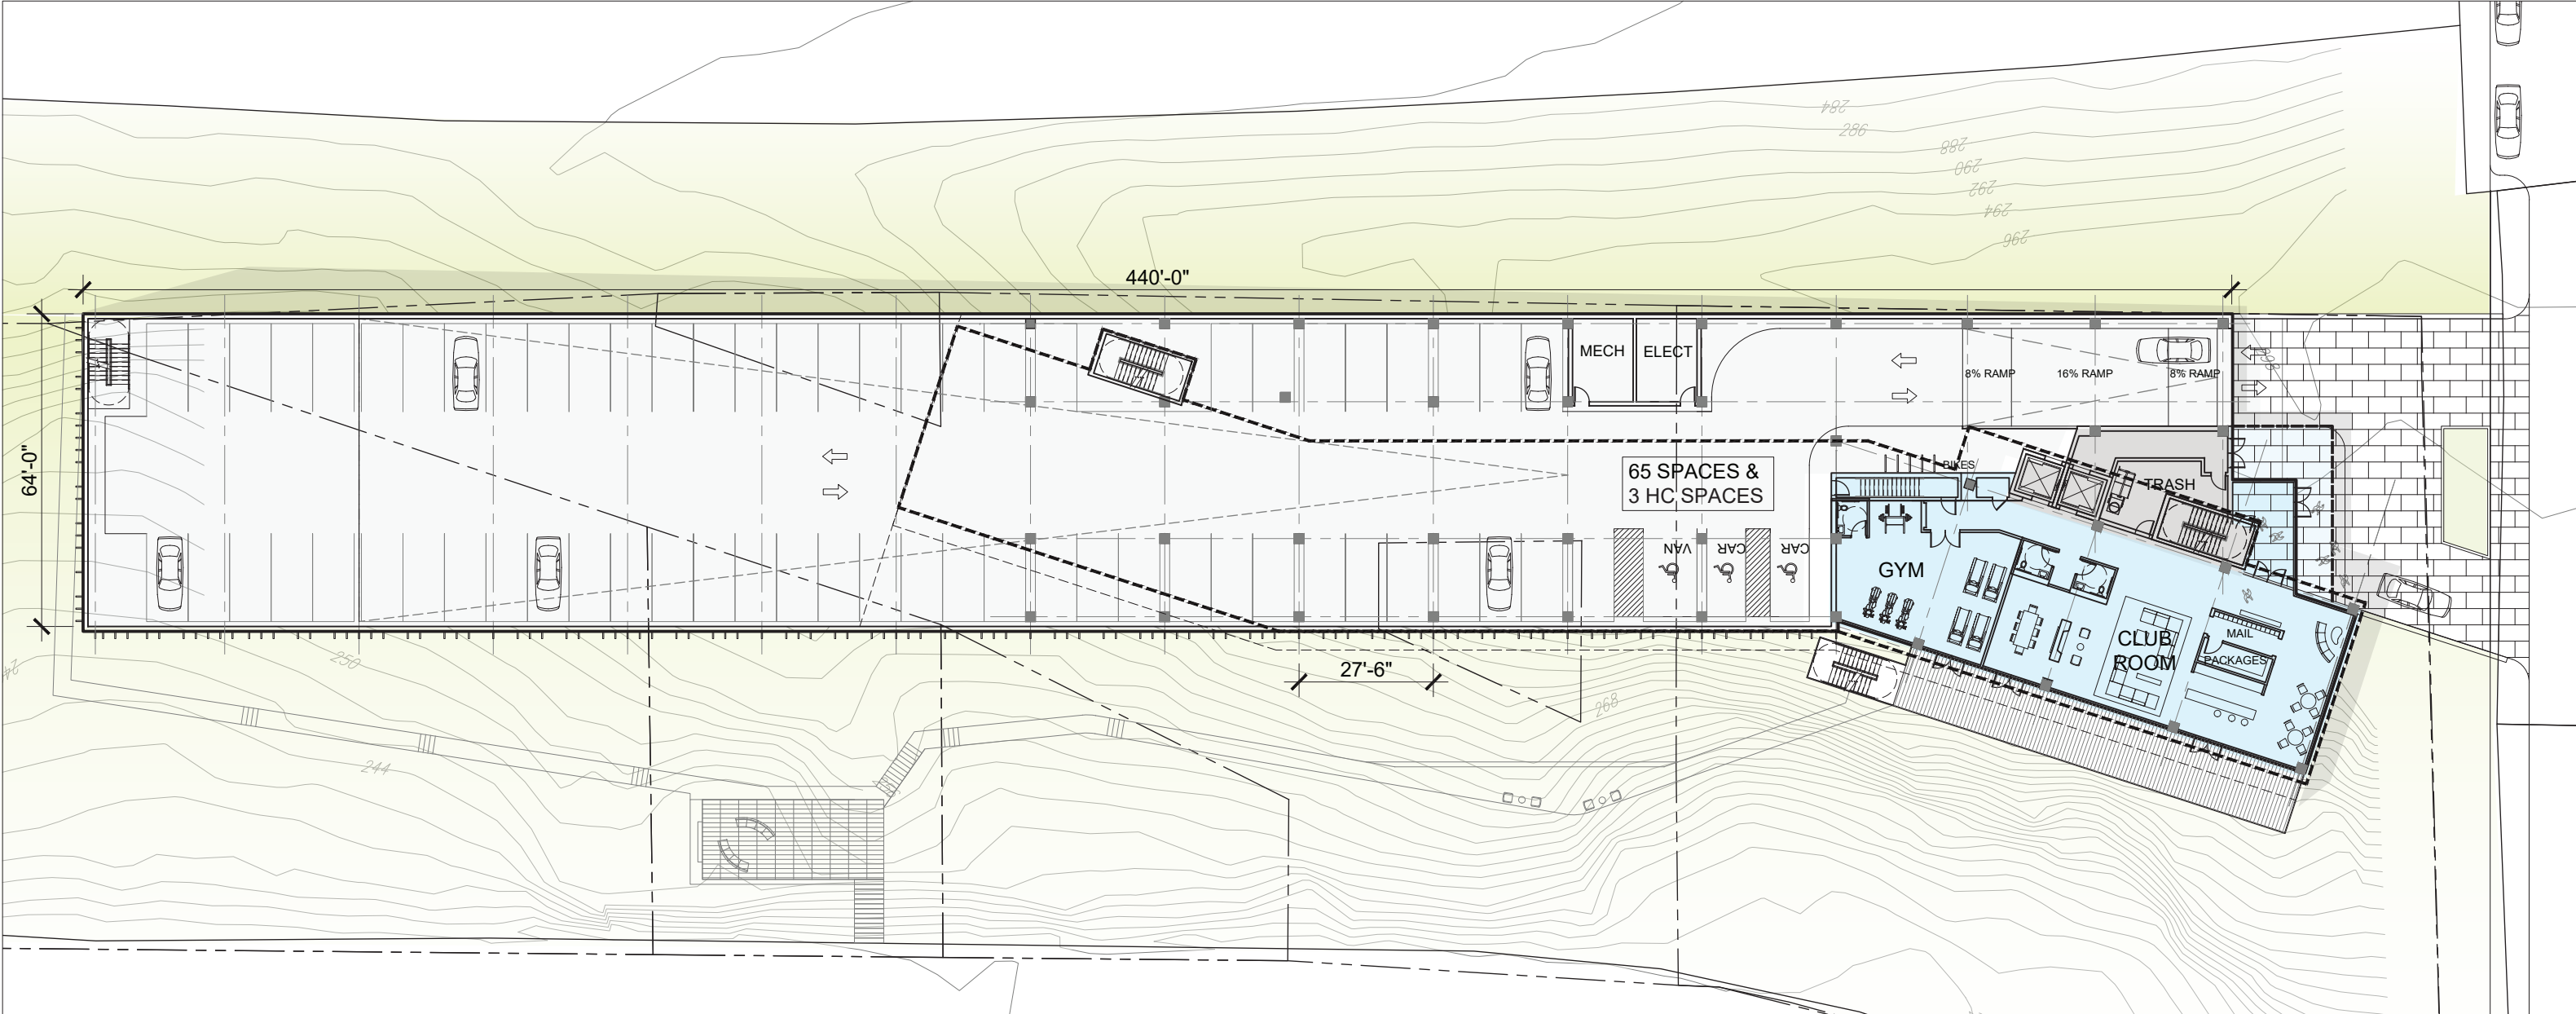 284
286
288
290
292
294
296
440'-0"
64'-0"
MECH
ELECT
8% RAMP
16% RAMP
8% RAMP
298
65 SPACES &
3 HC SPACES
BIKES
TRASH
VAN
CAR
CAR
GYM
CLUB
ROOM
MAIL
PACKAGES
27'-6"
250
268
244